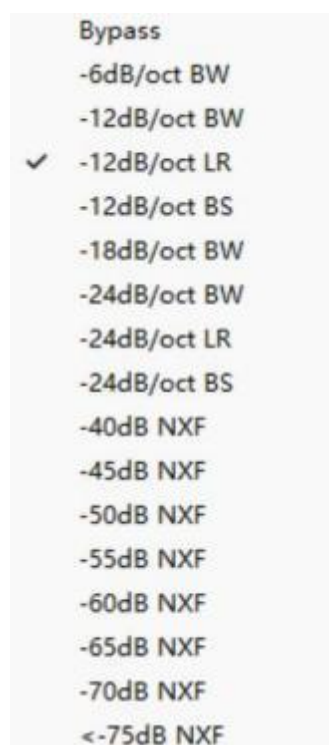 Bypass
-6dB/oct BW
-12dB/oct BW
✓ -12dB/oct LR
-12dB/oct BS
-18dB/oct BW
-24dB/oct BW
-24dB/oct LR
-24dB/oct BS
-40dB NXF
-45dB NXF
-50dB NXF
-55dB NXF
-60dB NXF
-65dB NXF
-70dB NXF
<-75dB NXF